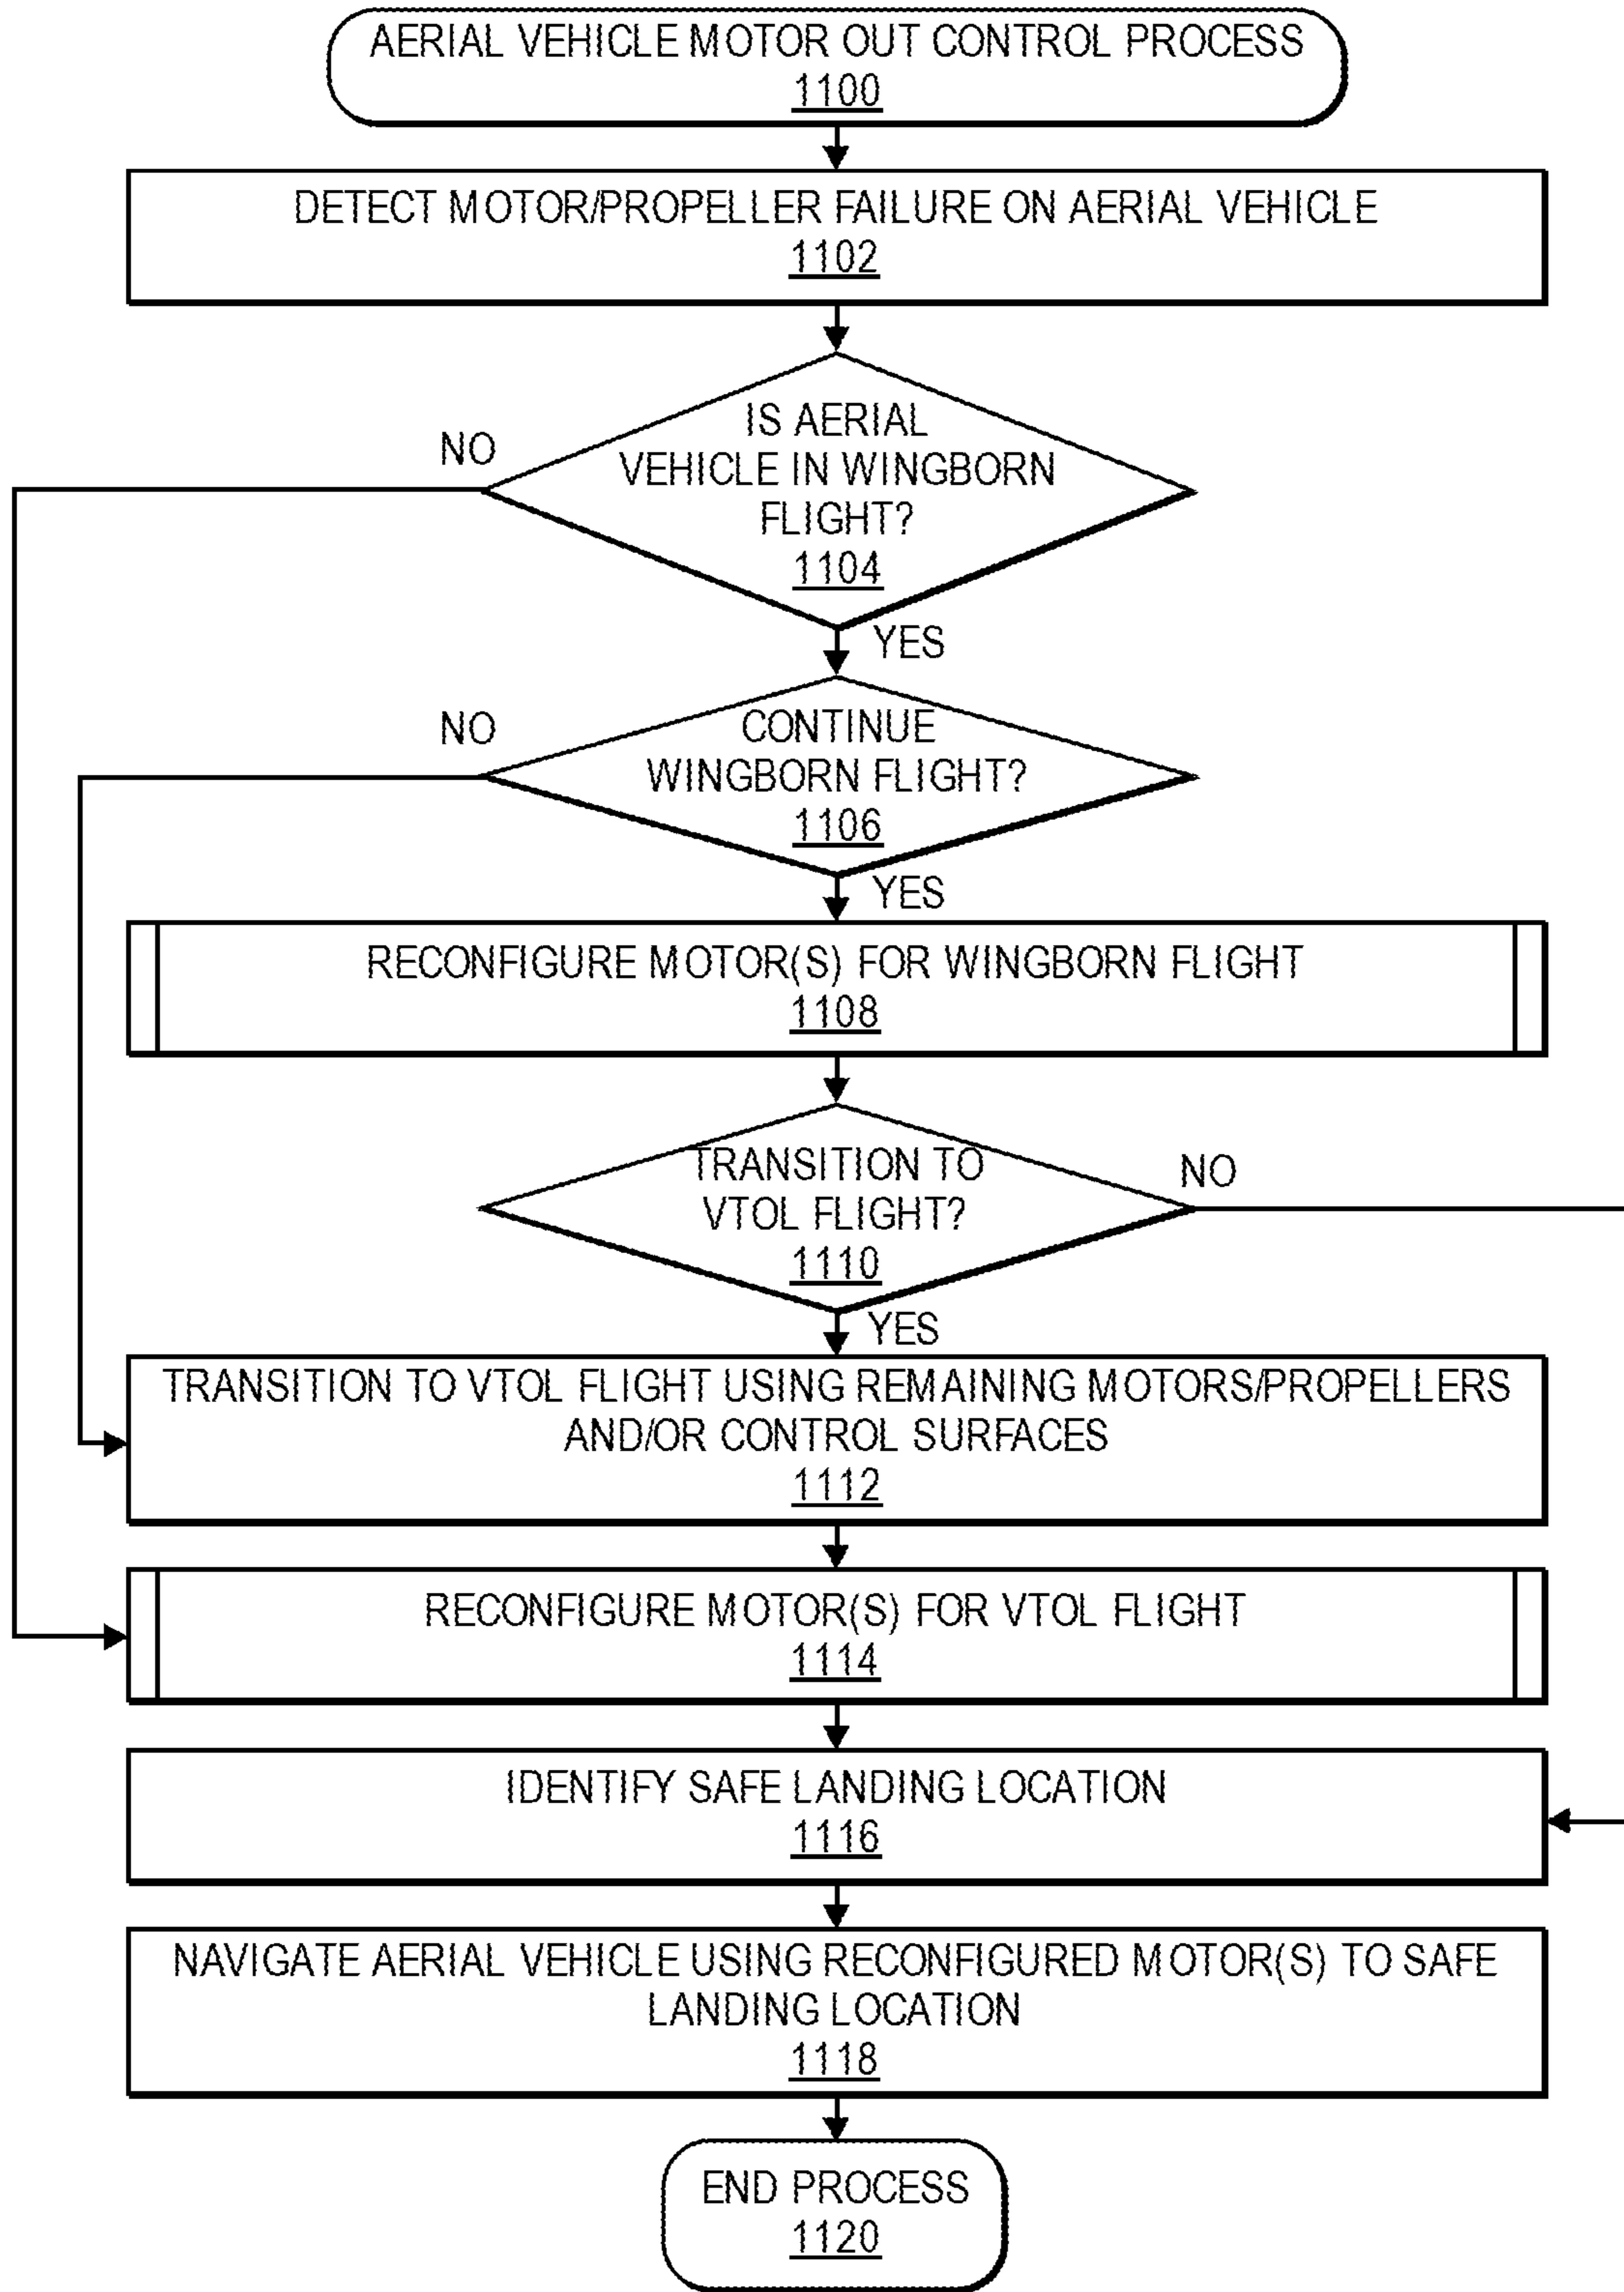 AERIAL VEHICLE MOTOR OUT CONTROL PROCESS
1100
DETECT MOTOR/PROPELLER FAILURE ON AERIAL VEHICLE
1102
IS AERIAL
VEHICLE IN WINGBORN
FLIGHT?
1104
NO
YES
CONTINUE
WINGBORN FLIGHT?
1106
NO
YES
RECONFIGURE MOTOR(S) FOR WINGBORN FLIGHT
1108
TRANSITION TO
VTOL FLIGHT?
1110
NO
YES
TRANSITION TO VTOL FLIGHT USING REMAINING MOTORS/PROPELLERS
AND/OR CONTROL SURFACES
1112
RECONFIGURE MOTOR(S) FOR VTOL FLIGHT
1114
IDENTIFY SAFE LANDING LOCATION
1116
NAVIGATE AERIAL VEHICLE USING RECONFIGURED MOTOR(S) TO SAFE
LANDING LOCATION
1118
END PROCESS
1120